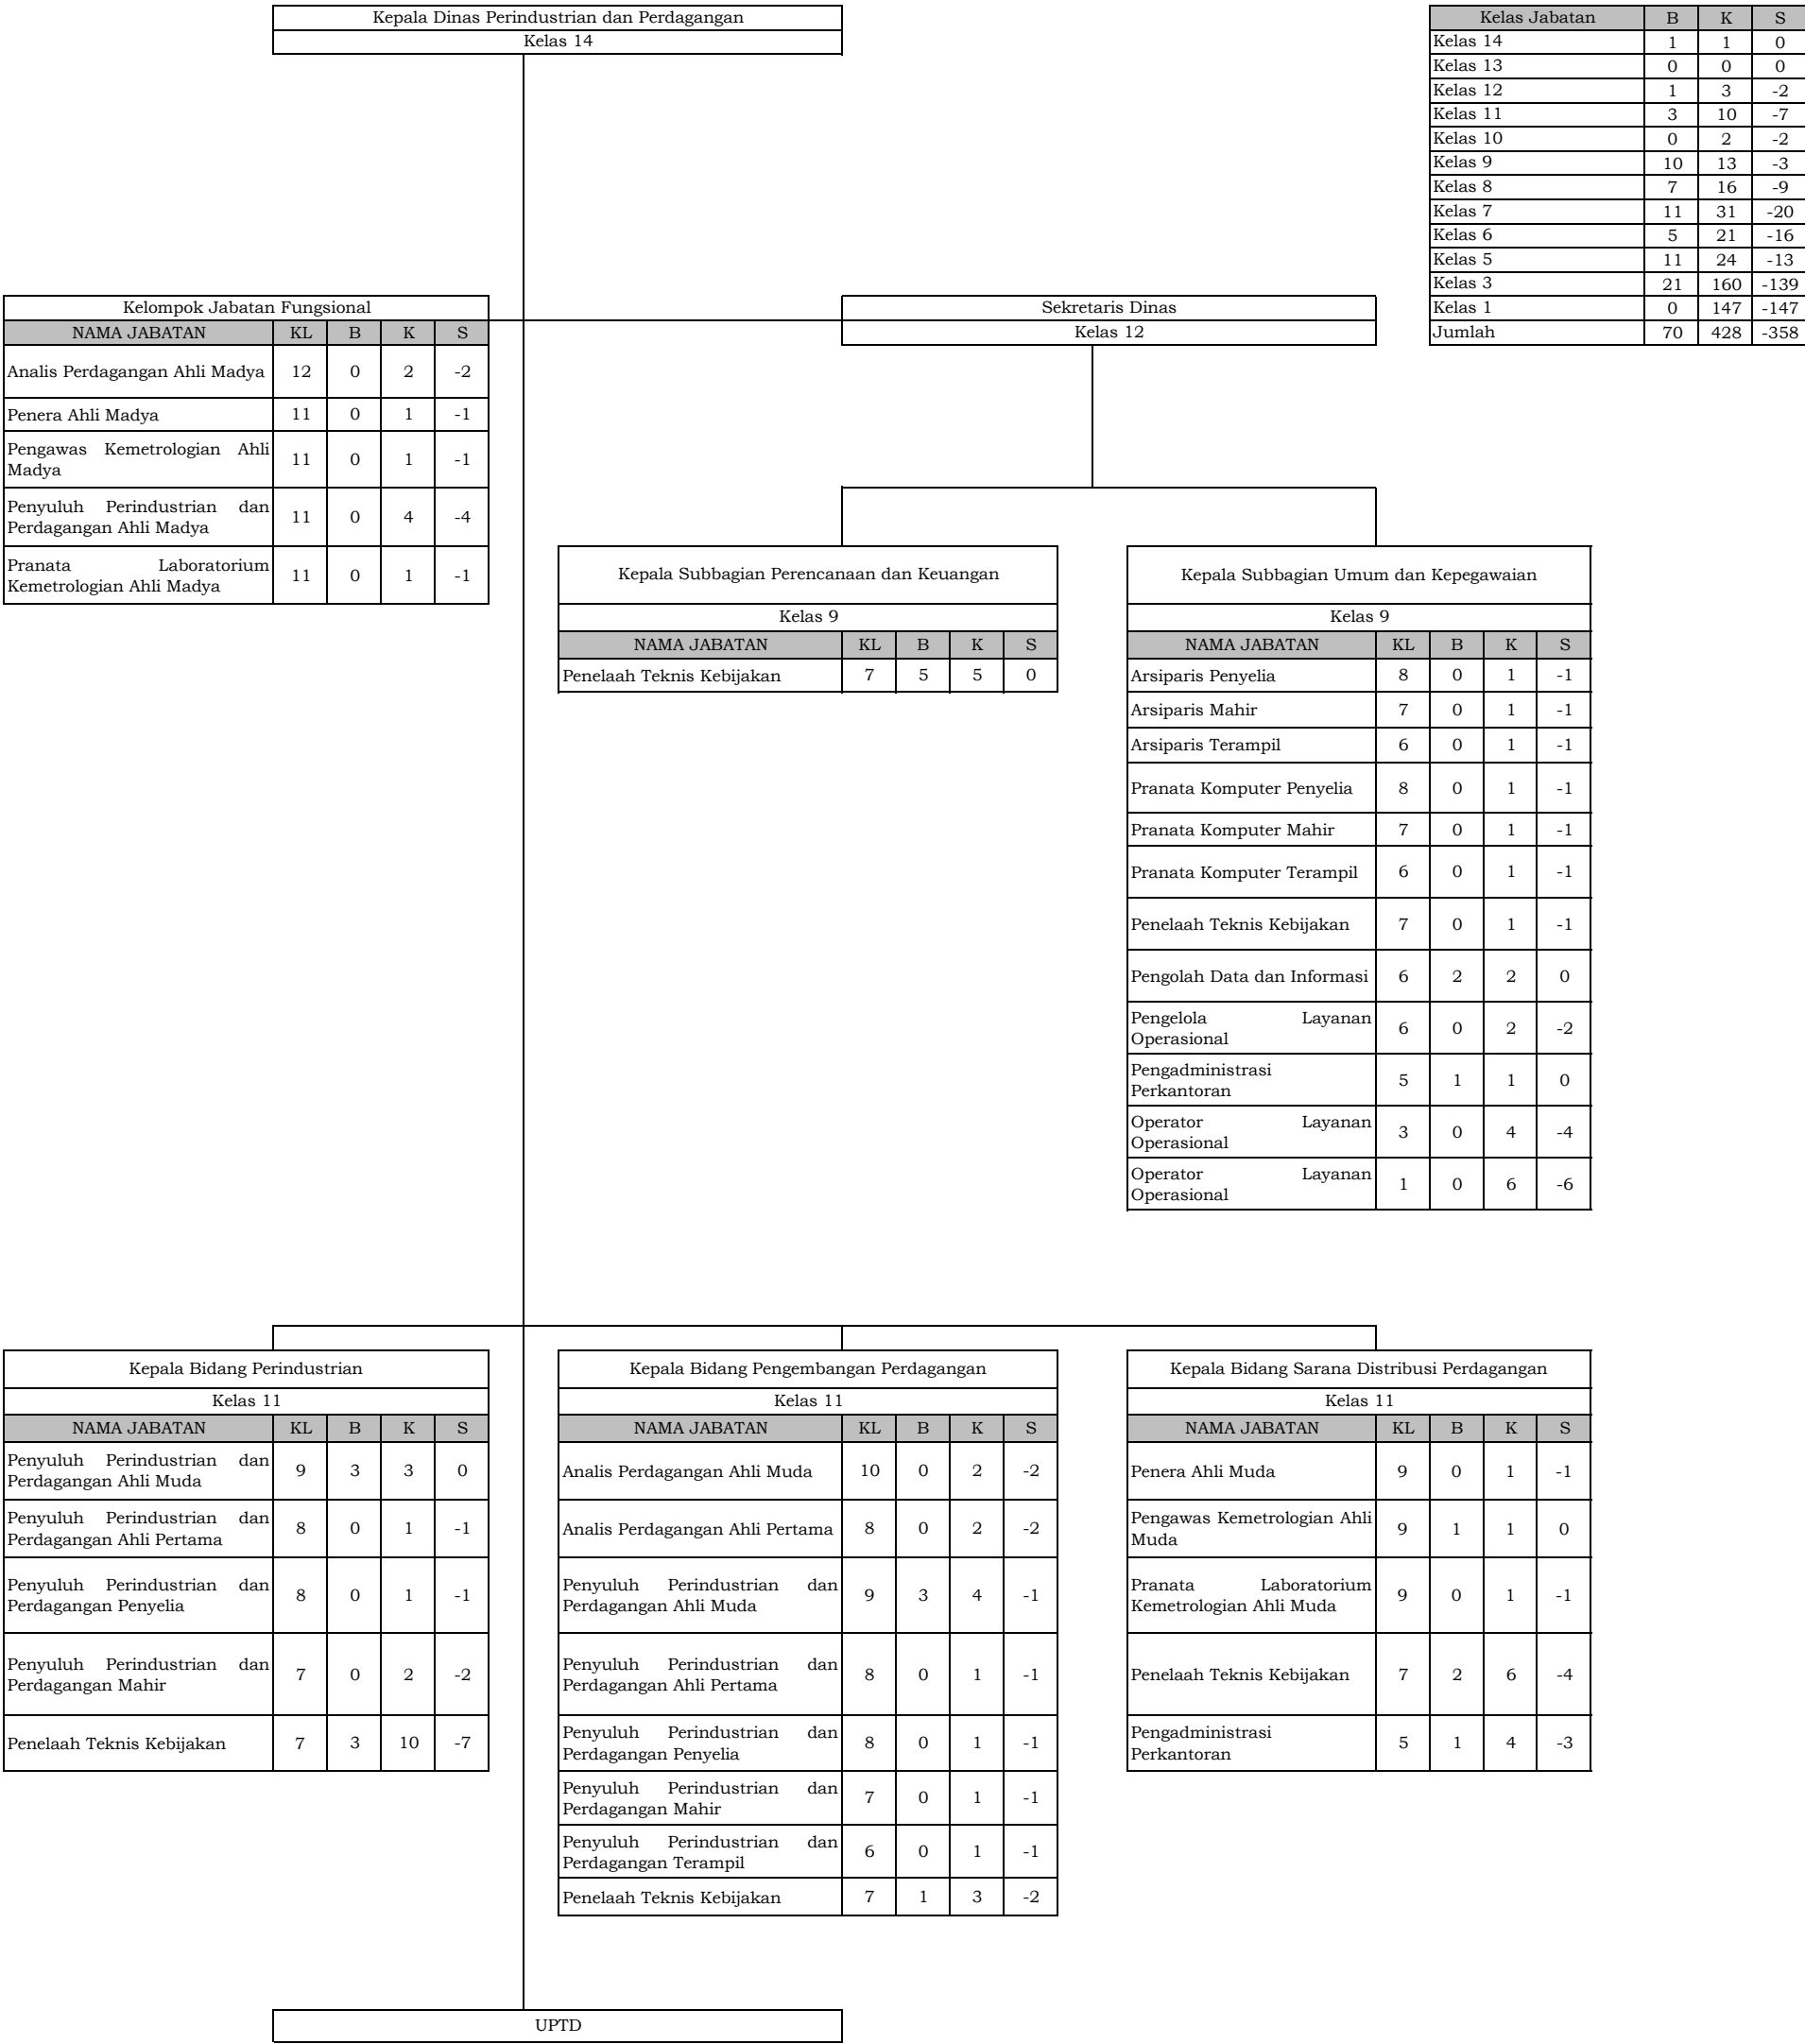 Kepala Dinas Perindustrian dan Perdagangan
Kelas 14
Kelas Jabatan B K S
Kelas 14 1 1 0
Kelas 13 0 0 0
Kelas 12 1 3 -2
Kelas 11 3 10 -7
Kelas 10 0 2 -2
Kelas 9 10 13 -3
Kelas 8 7 16 -9
Kelas 7 11 31 -20
Kelas 6 5 21 -16
Kelas 5 11 24 -13
Kelas 3 21 160 -139
Kelas 1 0 147 -147
Jumlah 70 428 -358
Kelompok Jabatan Fungsional
NAMA JABATAN KL B K S
Analis Perdagangan Ahli Madya 12 0 2 -2
Penera Ahli Madya 11 0 1 -1
Pengawas Kemetrologian Ahli
Madya 11 0 1 -1
Penyuluh Perindustrian dan
Perdagangan Ahli Madya 11 0 4 -4
Pranata Laboratorium
Kemetrologian Ahli Madya 11 0 1 -1
Sekretaris Dinas
Kelas 12
Kepala Subbagian Perencanaan dan Keuangan
Kelas 9
NAMA JABATAN KL B K S
Penelaah Teknis Kebijakan 7 5 5 0
Kepala Subbagian Umum dan Kepegawaian
Kelas 9
NAMA JABATAN KL B K S
Arsiparis Penyelia 8 0 1 -1
Arsiparis Mahir 7 0 1 -1
Arsiparis Terampil 6 0 1 -1
Pranata Komputer Penyelia 8 0 1 -1
Pranata Komputer Mahir 7 0 1 -1
Pranata Komputer Terampil 6 0 1 -1
Penelaah Teknis Kebijakan 7 0 1 -1
Pengolah Data dan Informasi 6 2 2 0
Pengelola Layanan
Operasional 6 0 2 -2
Pengadministrasi
Perkantoran 5 1 1 0
Operator Layanan
Operasional 3 0 4 -4
Operator Layanan
Operasional 1 0 6 -6
Kepala Bidang Perindustrian
Kelas 11
NAMA JABATAN KL B K S
Penyuluh Perindustrian dan
Perdagangan Ahli Muda 9 3 3 0
Penyuluh Perindustrian dan
Perdagangan Ahli Pertama 8 0 1 -1
Penyuluh Perindustrian dan
Perdagangan Penyelia 8 0 1 -1
Penyuluh Perindustrian dan
Perdagangan Mahir 7 0 2 -2
Penelaah Teknis Kebijakan 7 3 10 -7
Kepala Bidang Pengembangan Perdagangan
Kelas 11
NAMA JABATAN KL B K S
Analis Perdagangan Ahli Muda 10 0 2 -2
Analis Perdagangan Ahli Pertama 8 0 2 -2
Penyuluh Perindustrian dan
Perdagangan Ahli Muda 9 3 4 -1
Penyuluh Perindustrian dan
Perdagangan Ahli Pertama 8 0 1 -1
Penyuluh Perindustrian dan
Perdagangan Penyelia 8 0 1 -1
Penyuluh Perindustrian dan
Perdagangan Mahir 7 0 1 -1
Penyuluh Perindustrian dan
Perdagangan Terampil 6 0 1 -1
Penelaah Teknis Kebijakan 7 1 3 -2
Kepala Bidang Sarana Distribusi Perdagangan
Kelas 11
NAMA JABATAN KL B K S
Penera Ahli Muda 9 0 1 -1
Pengawas Kemetrologian Ahli
Muda 9 1 1 0
Pranata Laboratorium
Kemetrologian Ahli Muda 9 0 1 -1
Penelaah Teknis Kebijakan 7 2 6 -4
Pengadministrasi
Perkantoran 5 1 4 -3
UPTD